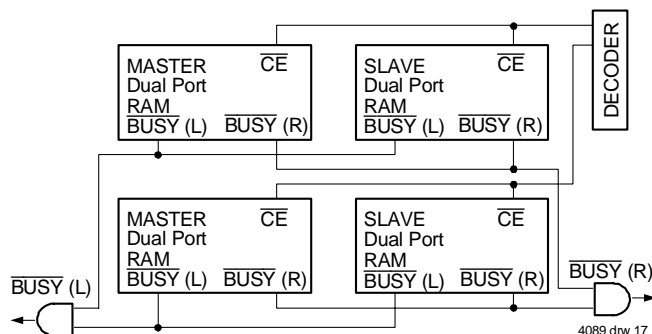 MASTER
Dual Port
RAM
CE
BUSY (L)
BUSY (R)
SLAVE
Dual Port
RAM
CE
BUSY (L)
BUSY (R)
DECODER
MASTER
Dual Port
RAM
CE
BUSY (L)
BUSY (R)
SLAVE
Dual Port
RAM
CE
BUSY (L)
BUSY (R)
BUSY (L)
BUSY (R)
4089 drw 17